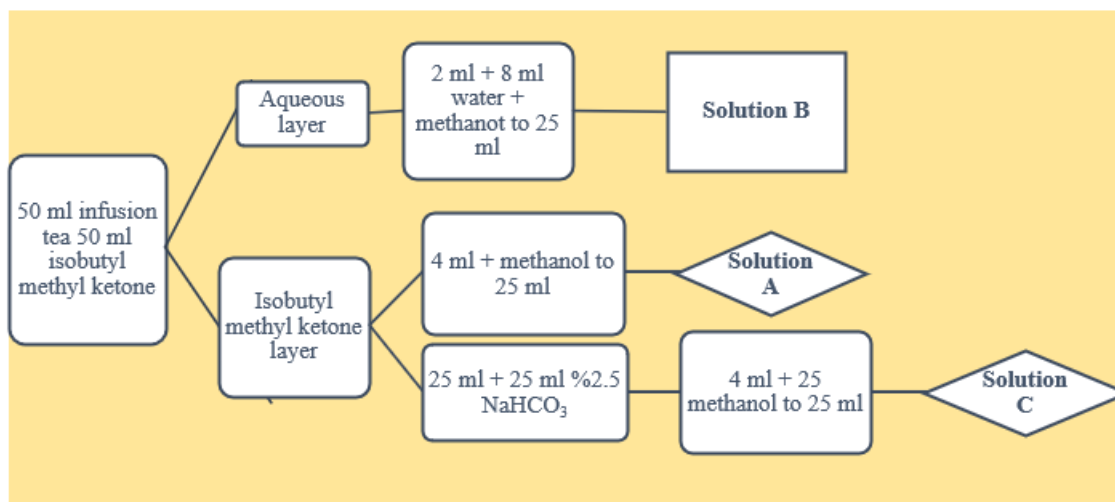 50 ml infusion
tea 50 ml
isobutyl
methyl ketone
Aqueous
layer
2 ml + 8 ml
water +
methanot to 25
ml
Solution B
Isobutyl
methyl ketone
layer
4 ml + methanol to
25 ml
Solution
A
25 ml + 25 ml %2.5
NaHCO₃
4 ml + 25
methanol to 25 ml
Solution
C